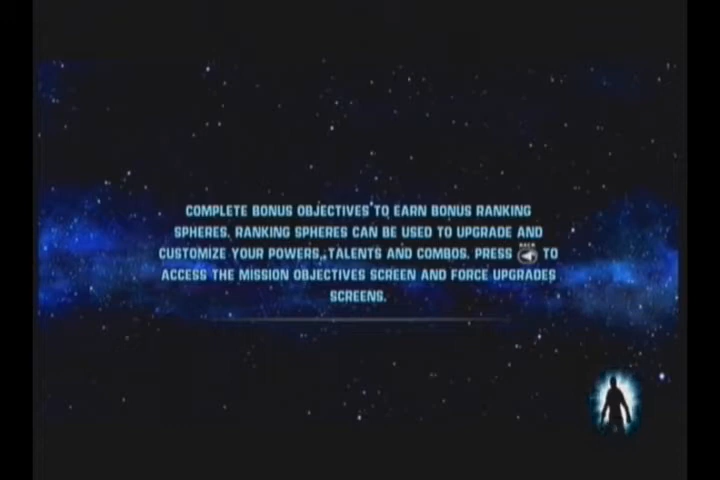 COMPLETE BONUS OBJECTIVES TO EARN BONUS RANKING
SPHERES. RANKING SPHERES CAN BE USED TO UPGRADE AND
CUSTOMIZE YOUR POWERS, TALENTS AND COMBOS. PRESS BACK TO
ACCESS THE MISSION OBJECTIVES SCREEN AND FORCE UPGRADES
SCREENS.